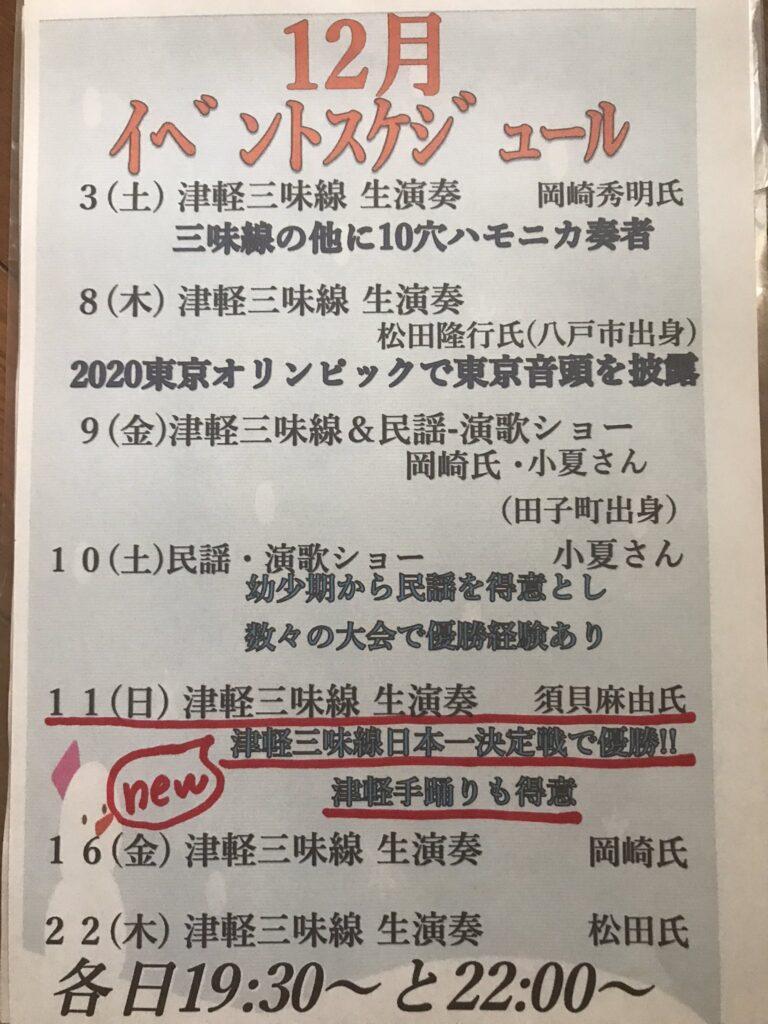 12月
イベントスケジュール
3(土) 津軽三味線 生演奏 岡崎秀明氏
三味線の他に10穴ハモニカ奏者
8(木) 津軽三味線 生演奏
松田隆行氏(八戸市出身)
2020東京オリンピックで東京音頭を披露
9(金)津軽三味線&民謡-演歌ショー
岡崎氏・小夏さん
(田子町出身)
10(土)民謡・演歌ショー 小夏さん
幼少期から民謡を得意とし
数々の大会で優勝経験あり
11(日) 津軽三味線 生演奏 須貝麻由氏
津軽三味線日本一決定戦で優勝!!
new
津軽手踊りも得意
16(金) 津軽三味線 生演奏 岡崎氏
22(木) 津軽三味線 生演奏 松田氏
各日19:30～と22:00～